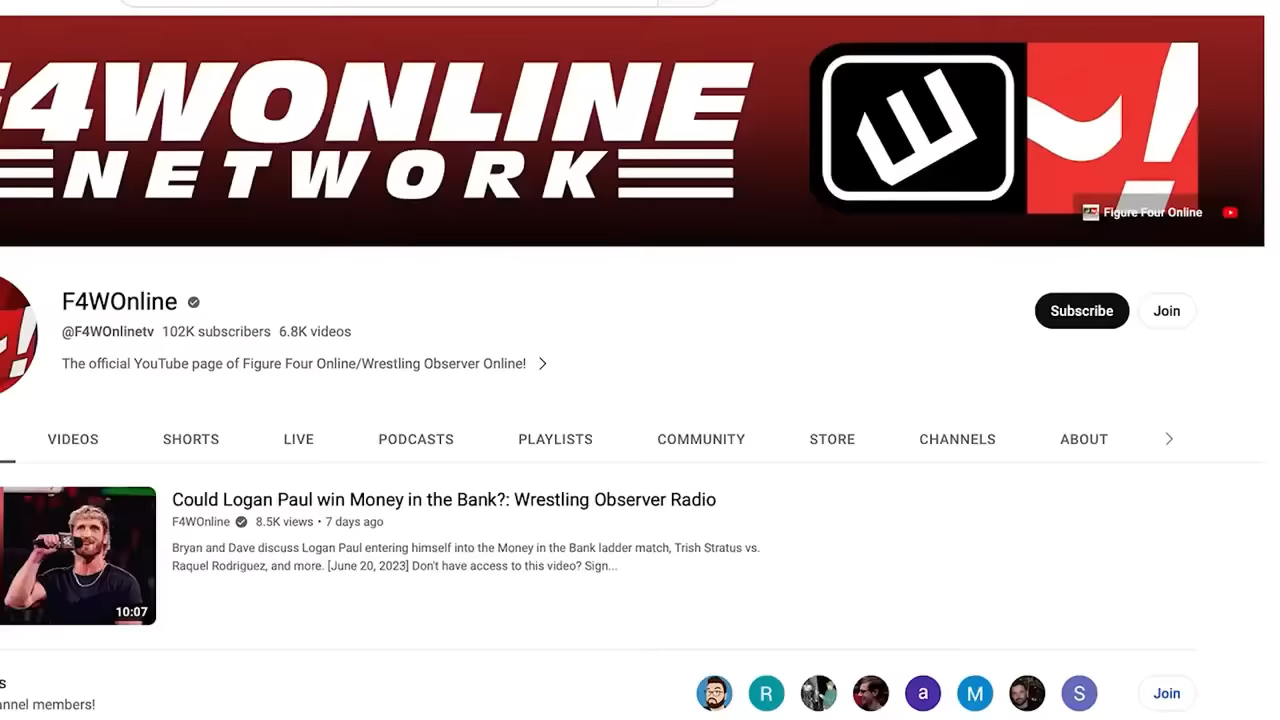 F4WONLINE
NETWORK
Figure Four Online
F4WOnline
@F4WOnlinetv 102K subscribers 6.8K videos
The official YouTube page of Figure Four Online/Wrestling Observer Online!
Subscribe
Join
VIDEOS SHORTS LIVE PODCASTS PLAYLISTS COMMUNITY STORE CHANNELS ABOUT
Could Logan Paul win Money in the Bank?: Wrestling Observer Radio
F4WOnline 8.5K views • 7 days ago
Bryan and Dave discuss Logan Paul entering himself into the Money in the Bank ladder match, Trish Stratus vs.
Raquel Rodriguez, and more. [June 20, 2023] Don't have access to this video? Sign...
10:07
R a M S
Join
members!